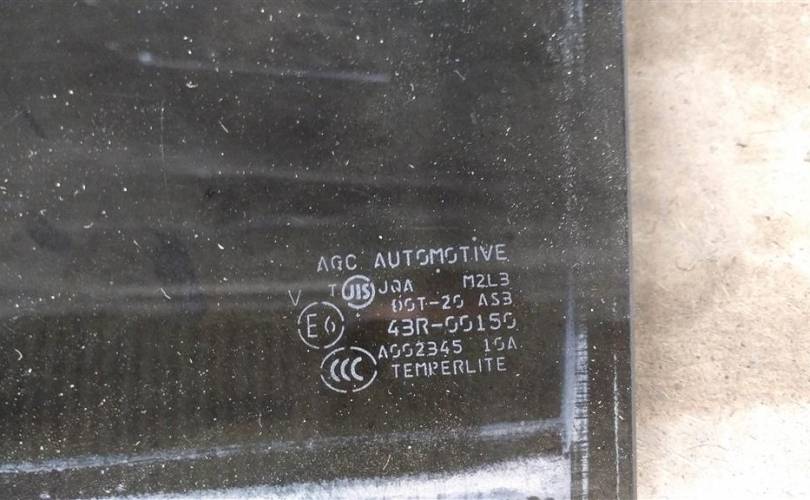 AGC AUTOMOTIVE
T JIS JQA M2L3
V
DOT-20 AS3
E6 43R-00150
A002345 10A
CCC TEMPERLITE